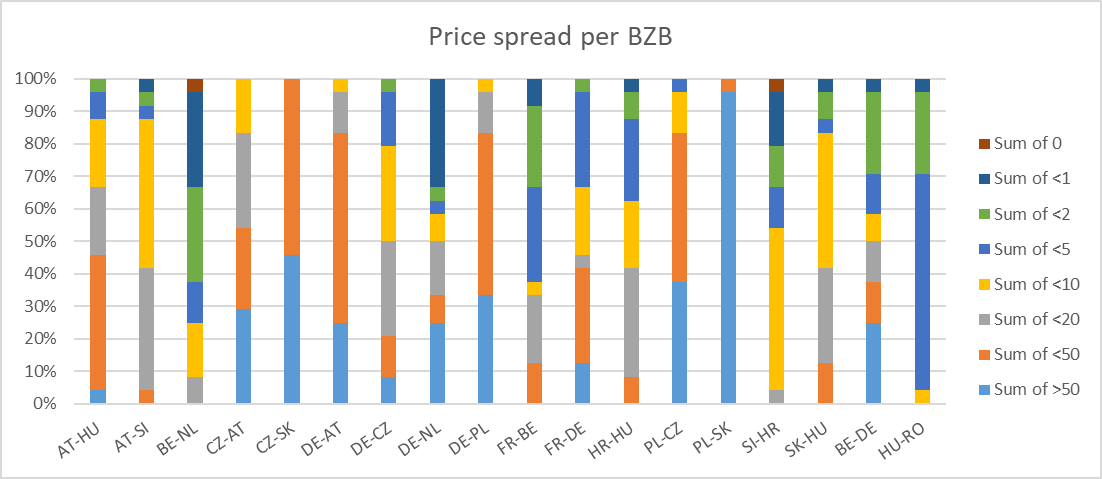 Price spread per BZB
100%
90%
80%
70%
60%
50%
40%
30%
20%
10%
0%
AT-HU
AT-SI
BE-NL
CZ-AT
CZ-SK
DE-AT
DE-CZ
DE-NL
DE-PL
FR-BE
FR-DE
HR-HU
PL-CZ
PL-SK
SI-HR
SK-HU
BE-DE
HU-RO
Sum of 0
Sum of <1
Sum of <2
Sum of <5
Sum of <10
Sum of <20
Sum of <50
Sum of >50